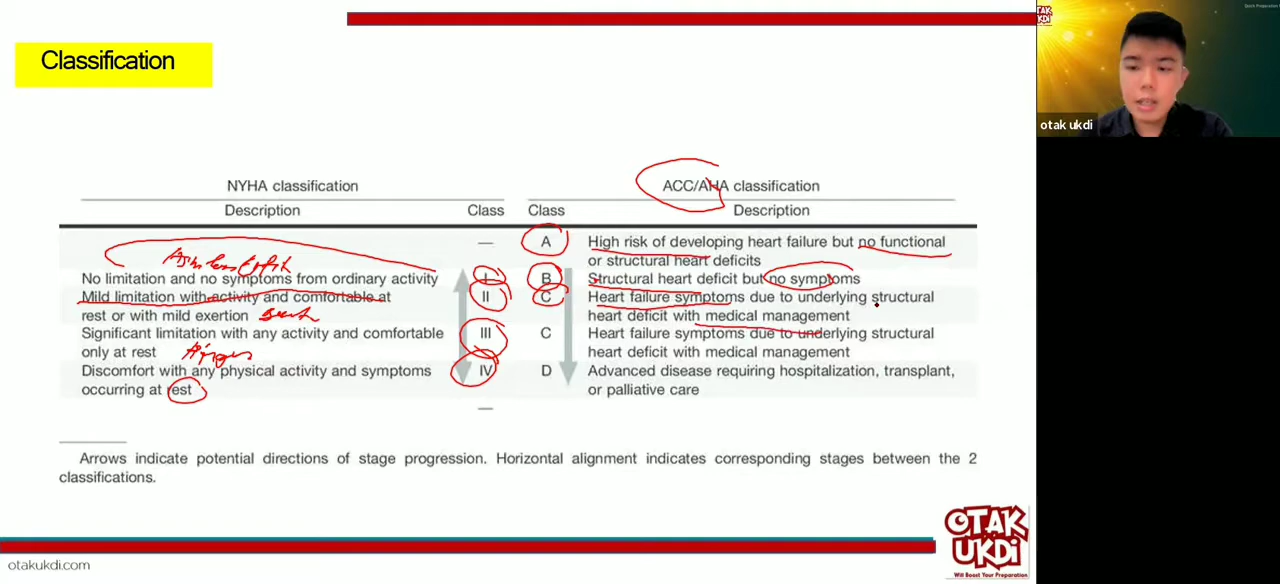 Classification
otak ukdi
OTAK
UKDI
NYHA classification
ACC/AHA classification
Description Class Class Description
— A High risk of developing heart failure but no functional
or structural heart deficits
No limitation and no symptoms from ordinary activity I B Structural heart deficit but no symptoms
Mild limitation with activity and comfortable at II C Heart failure symptoms due to underlying structural
rest or with mild exertion heart deficit with medical management
Significant limitation with any activity and comfortable III C Heart failure symptoms due to underlying structural
only at rest heart deficit with medical management
Discomfort with any physical activity and symptoms IV D Advanced disease requiring hospitalization, transplant,
occurring at rest or palliative care
—
Arrows indicate potential directions of stage progression. Horizontal alignment indicates corresponding stages between the 2
classifications.
OTAK
UKDI
Will Boost Your Preparation
otakukdi.com